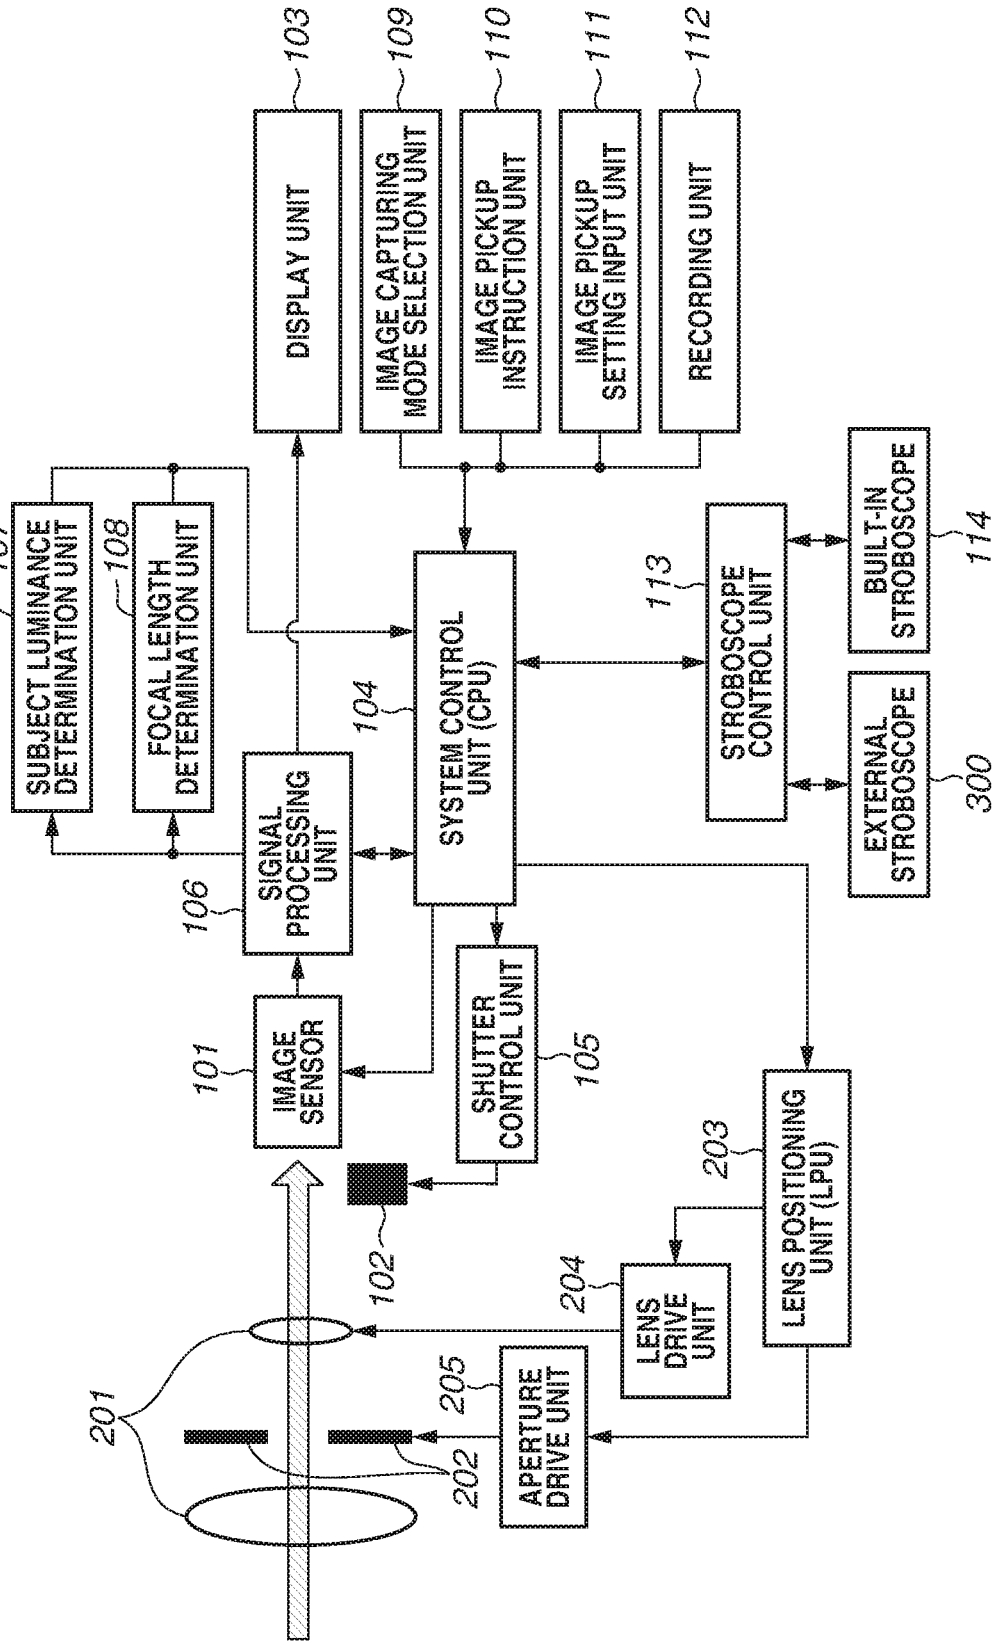 SUBJECT LUMINANCE
DETERMINATION UNIT
108
FOCAL LENGTH
DETERMINATION UNIT
103
DISPLAY UNIT
109
IMAGE CAPTURING
MODE SELECTION UNIT
110
IMAGE PICKUP
INSTRUCTION UNIT
111
IMAGE PICKUP
SETTING INPUT UNIT
112
RECORDING UNIT
201
202
102
101
IMAGE
SENSOR
106
SIGNAL
PROCESSING
UNIT
104
SYSTEM CONTROL
UNIT (CPU)
SHUTTER
CONTROL UNIT
105
205
APERTURE
DRIVE UNIT
204
LENS
DRIVE
UNIT
203
LENS POSITIONING
UNIT (LPU)
113
STROBOSCOPE
CONTROL UNIT
EXTERNAL
STROBOSCOPE
300
BUILT-IN
STROBOSCOPE
114